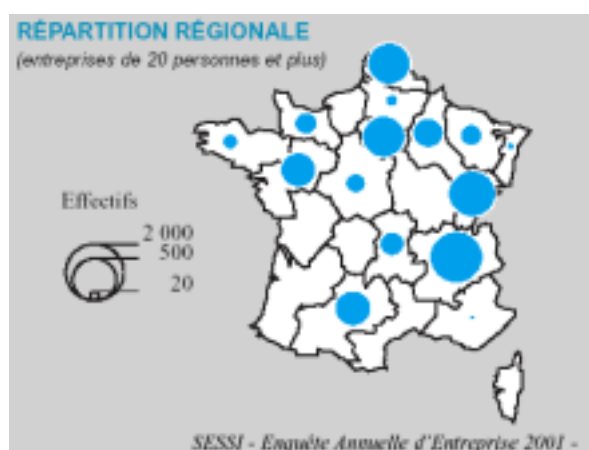 RÉPARTITION RÉGIONALE
(entreprises de 20 personnes et plus)
Effectifs
2 000
500
20
SESSI - Enquête Annuelle d'Entreprise 2001 -